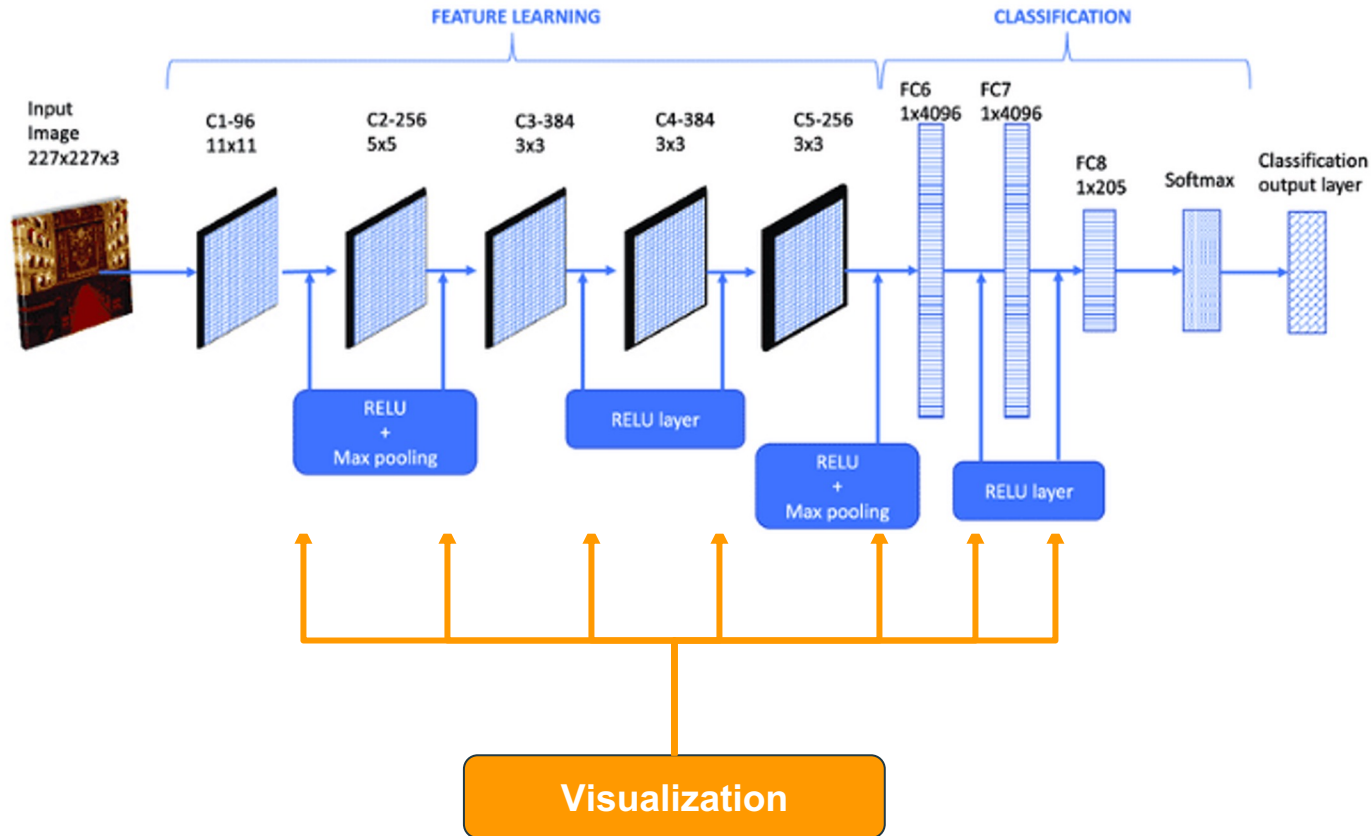 FEATURE LEARNING
CLASSIFICATION
Input
Image
227x227x3
C1-96
11x11
C2-256
5x5
C3-384
3x3
C4-384
3x3
C5-256
3x3
FC6
1x4096
FC7
1x4096
FC8
1x205
Softmax
Classification
output layer
RELU
+
Max pooling
RELU layer
RELU
+
Max pooling
RELU layer
Visualization